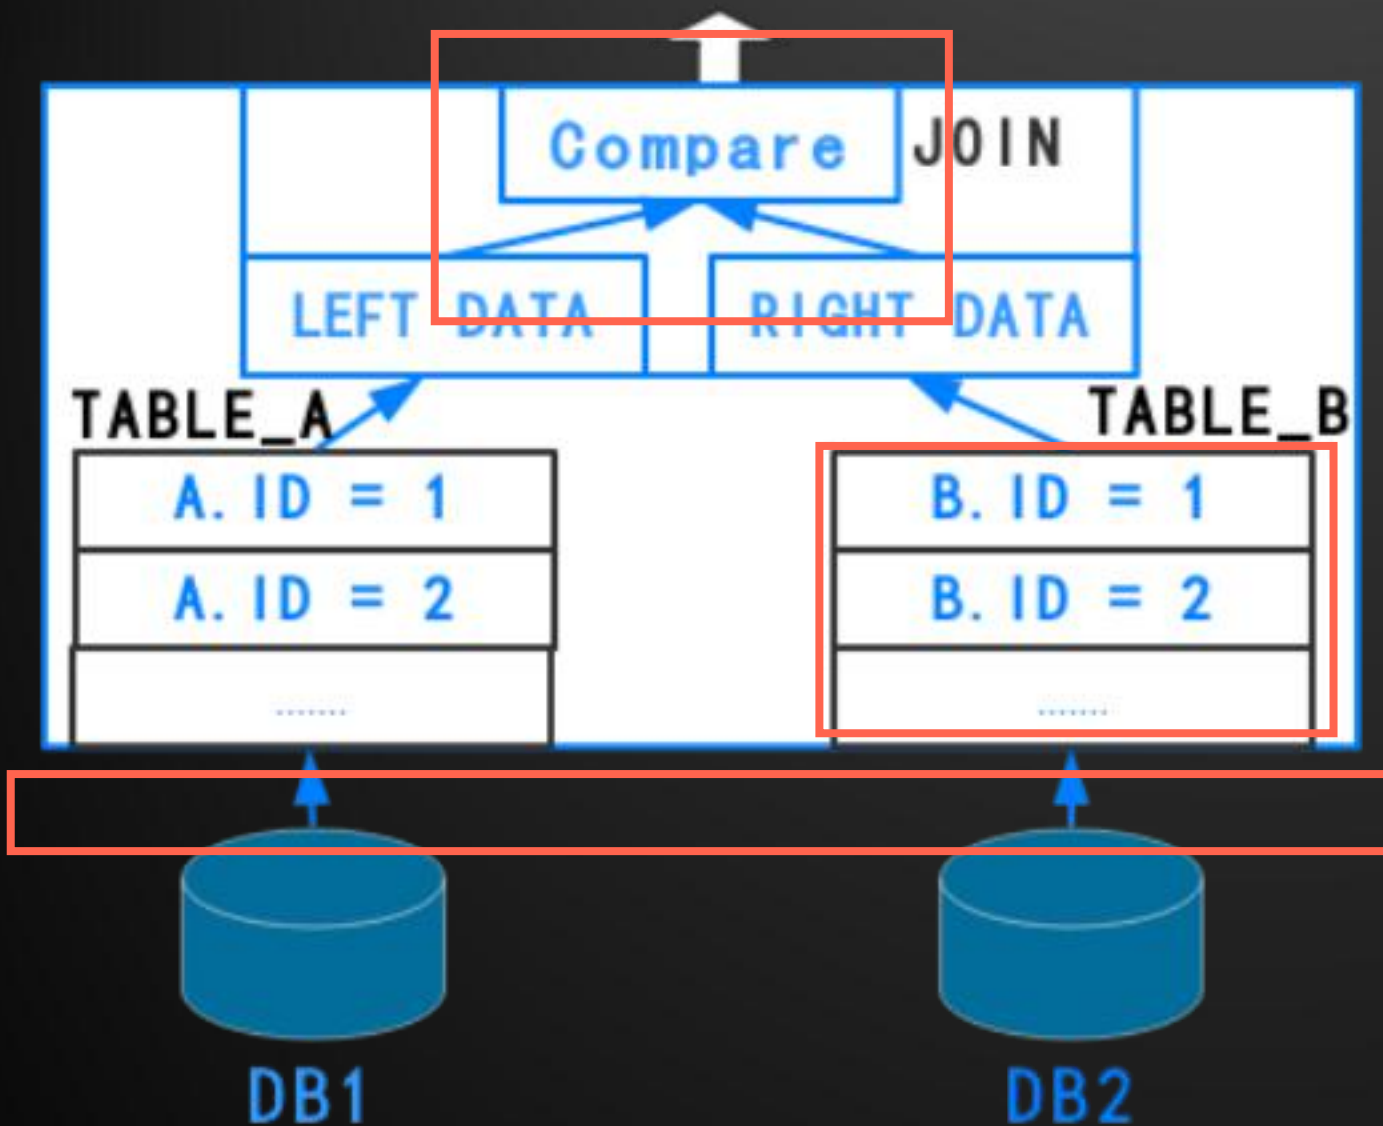 Compare
JOIN
LEFT DATA
RIGHT DATA
TABLE_A
TABLE_B
A.ID = 1
B.ID = 1
A.ID = 2
B.ID = 2
.......
.......
DB1
DB2